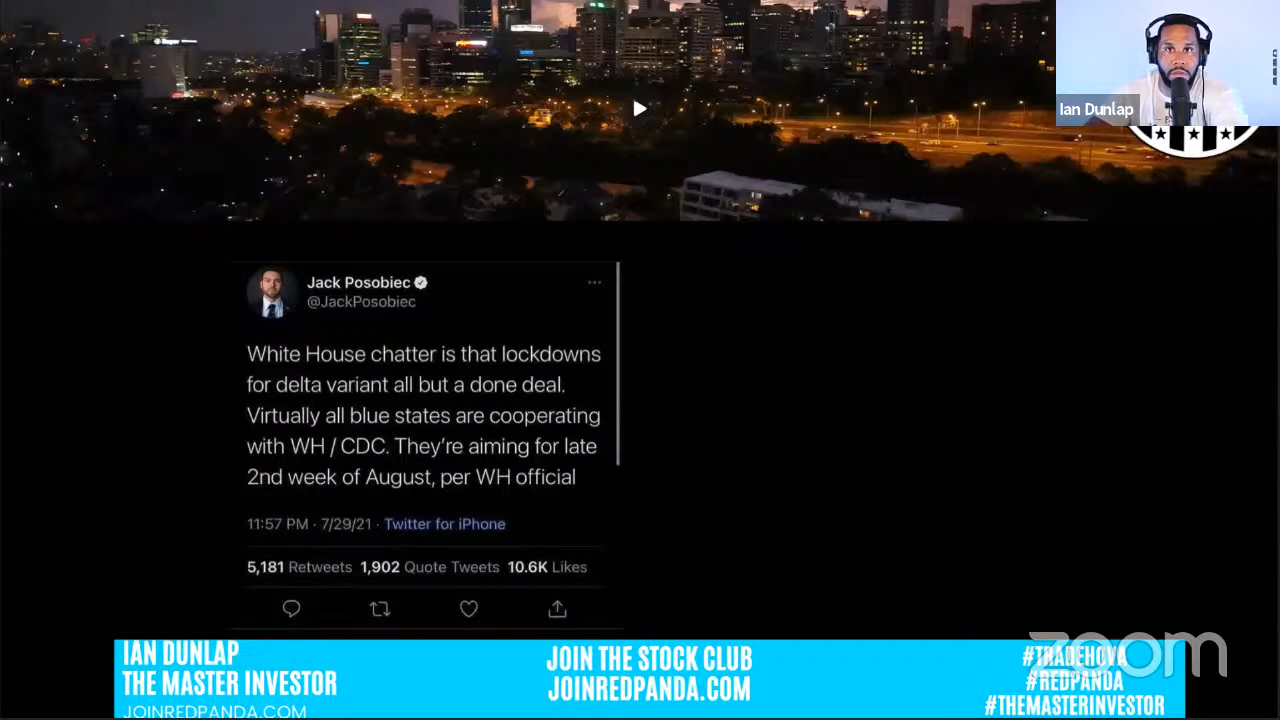 Ian Dunlap
Jack Posobiec
@JackPosobiec
White House chatter is that lockdowns
for delta variant all but a done deal.
Virtually all blue states are cooperating
with WH / CDC. They're aiming for late
2nd week of August, per WH official
11:57 PM · 7/29/21 · Twitter for iPhone
5,181 Retweets 1,902 Quote Tweets 10.6K Likes
IAN DUNLAP
THE MASTER INVESTOR
JOINREDPANDA.COM
JOIN THE STOCK CLUB
JOINREDPANDA.COM
#TRADEHOVA
#REDPANDA
#THEMASTERINVESTOR
zoom